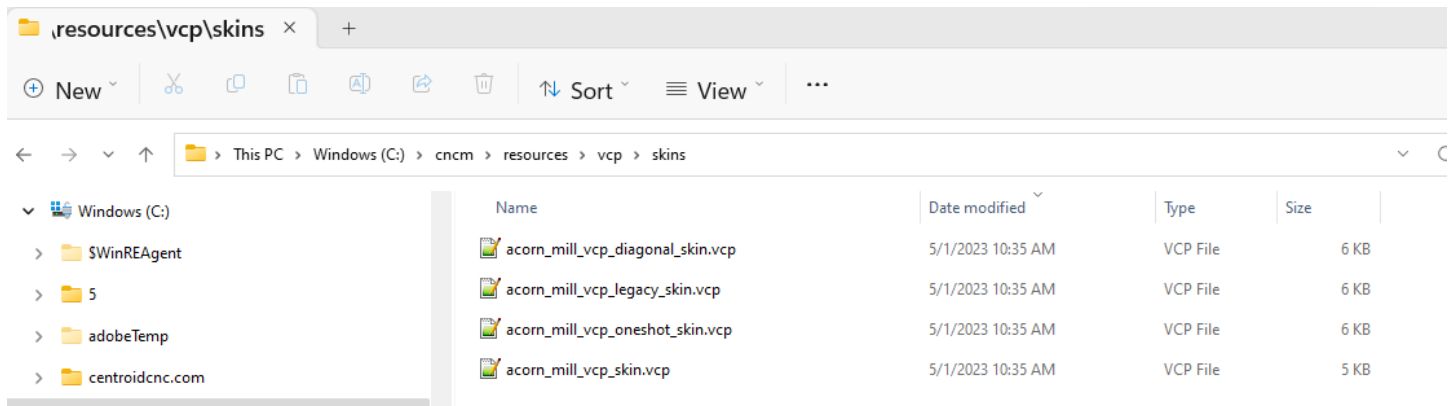 \resources\vcp\skins
New
Sort
View
This PC > Windows (C:) > cncm > resources > vcp > skins
Windows (C:)
$WinREAgent
5
adobeTemp
centroidcnc.com
Name Date modified Type Size
acorn_mill_vcp_diagonal_skin.vcp 5/1/2023 10:35 AM VCP File 6 KB
acorn_mill_vcp_legacy_skin.vcp 5/1/2023 10:35 AM VCP File 6 KB
acorn_mill_vcp_oneshot_skin.vcp 5/1/2023 10:35 AM VCP File 6 KB
acorn_mill_vcp_skin.vcp 5/1/2023 10:35 AM VCP File 5 KB